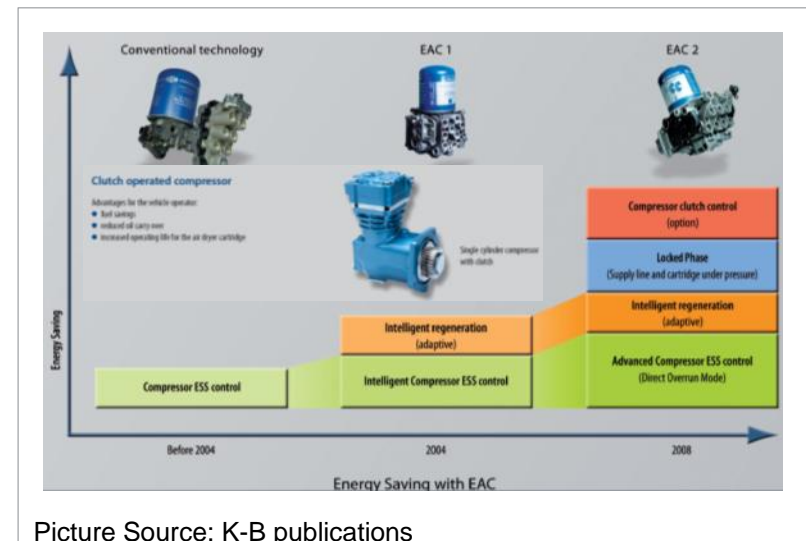 Conventional technology
EAC 1
EAC 2
Clutch operated compressor
Advantages for the vehicle operator:
fuel savings
reduced oil carry over
increased operating life for the air dryer cartridge
Single cylinder compressor
with clutch
Compressor clutch control
(option)
Locked Phase
(Supply line and cartridge under pressure)
Intelligent regeneration
(adaptive)
Intelligent regeneration
(adaptive)
Advanced Compressor ESS control
(Direct Overrun Mode)
Compressor ESS control
Intelligent Compressor ESS control
Energy Saving
Before 2004
2004
2008
Energy Saving with EAC
Picture Source: K-B publications